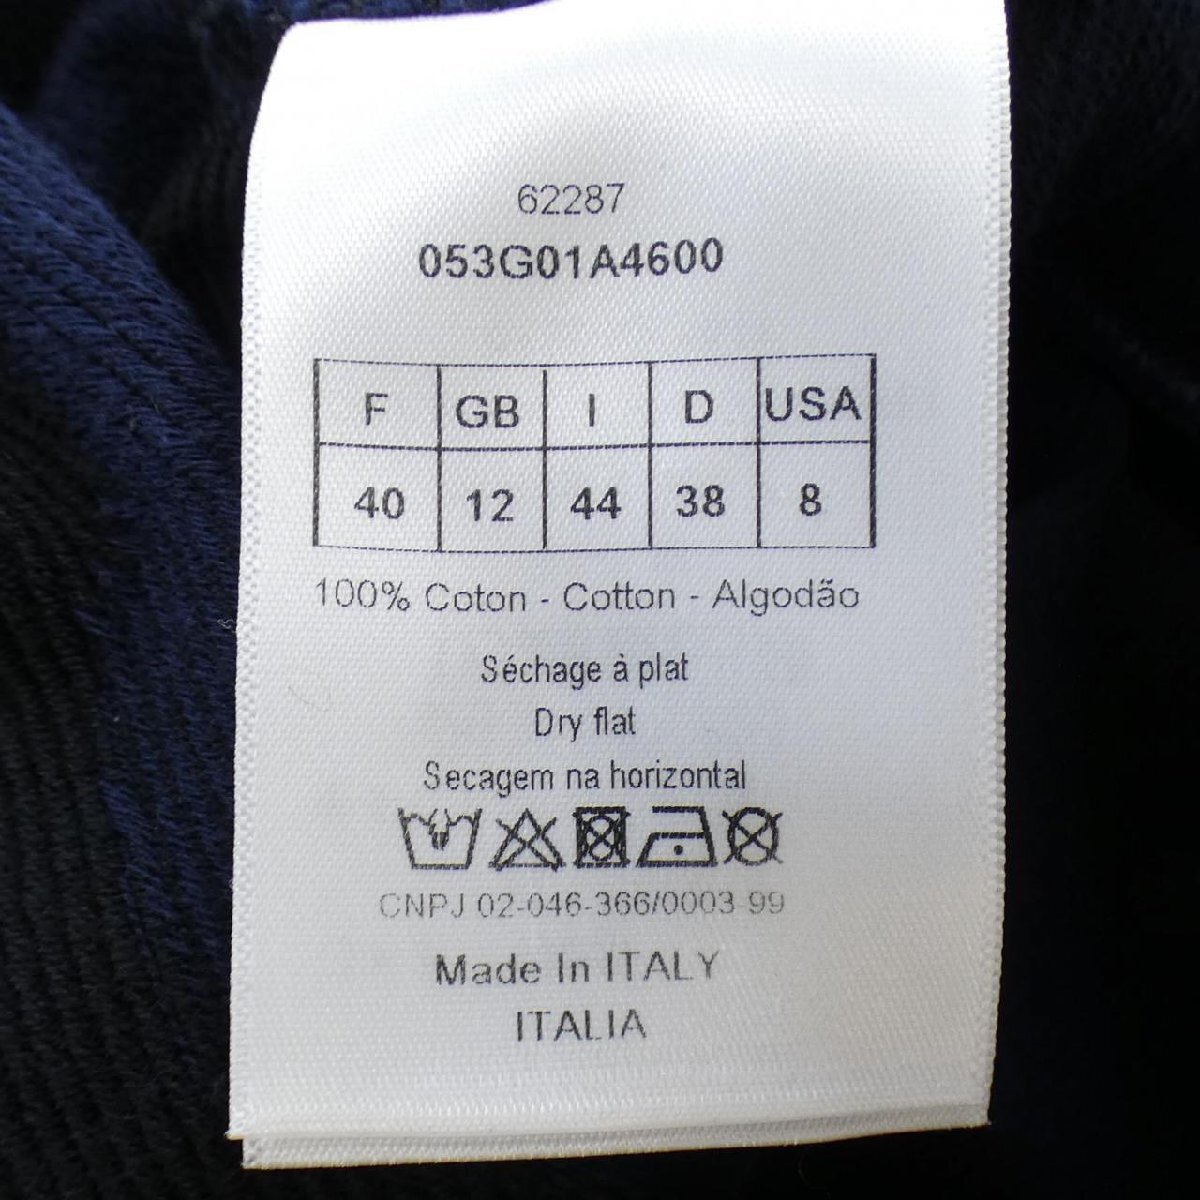 62287
053G01A4600
F GB I D USA
40 12 44 38 8
100% Coton - Cotton - Algodão
Séchage à plat
Dry flat
Secagem na horizontal
CNPJ 02-046-366/0003-99
Made In ITALY
ITALIA